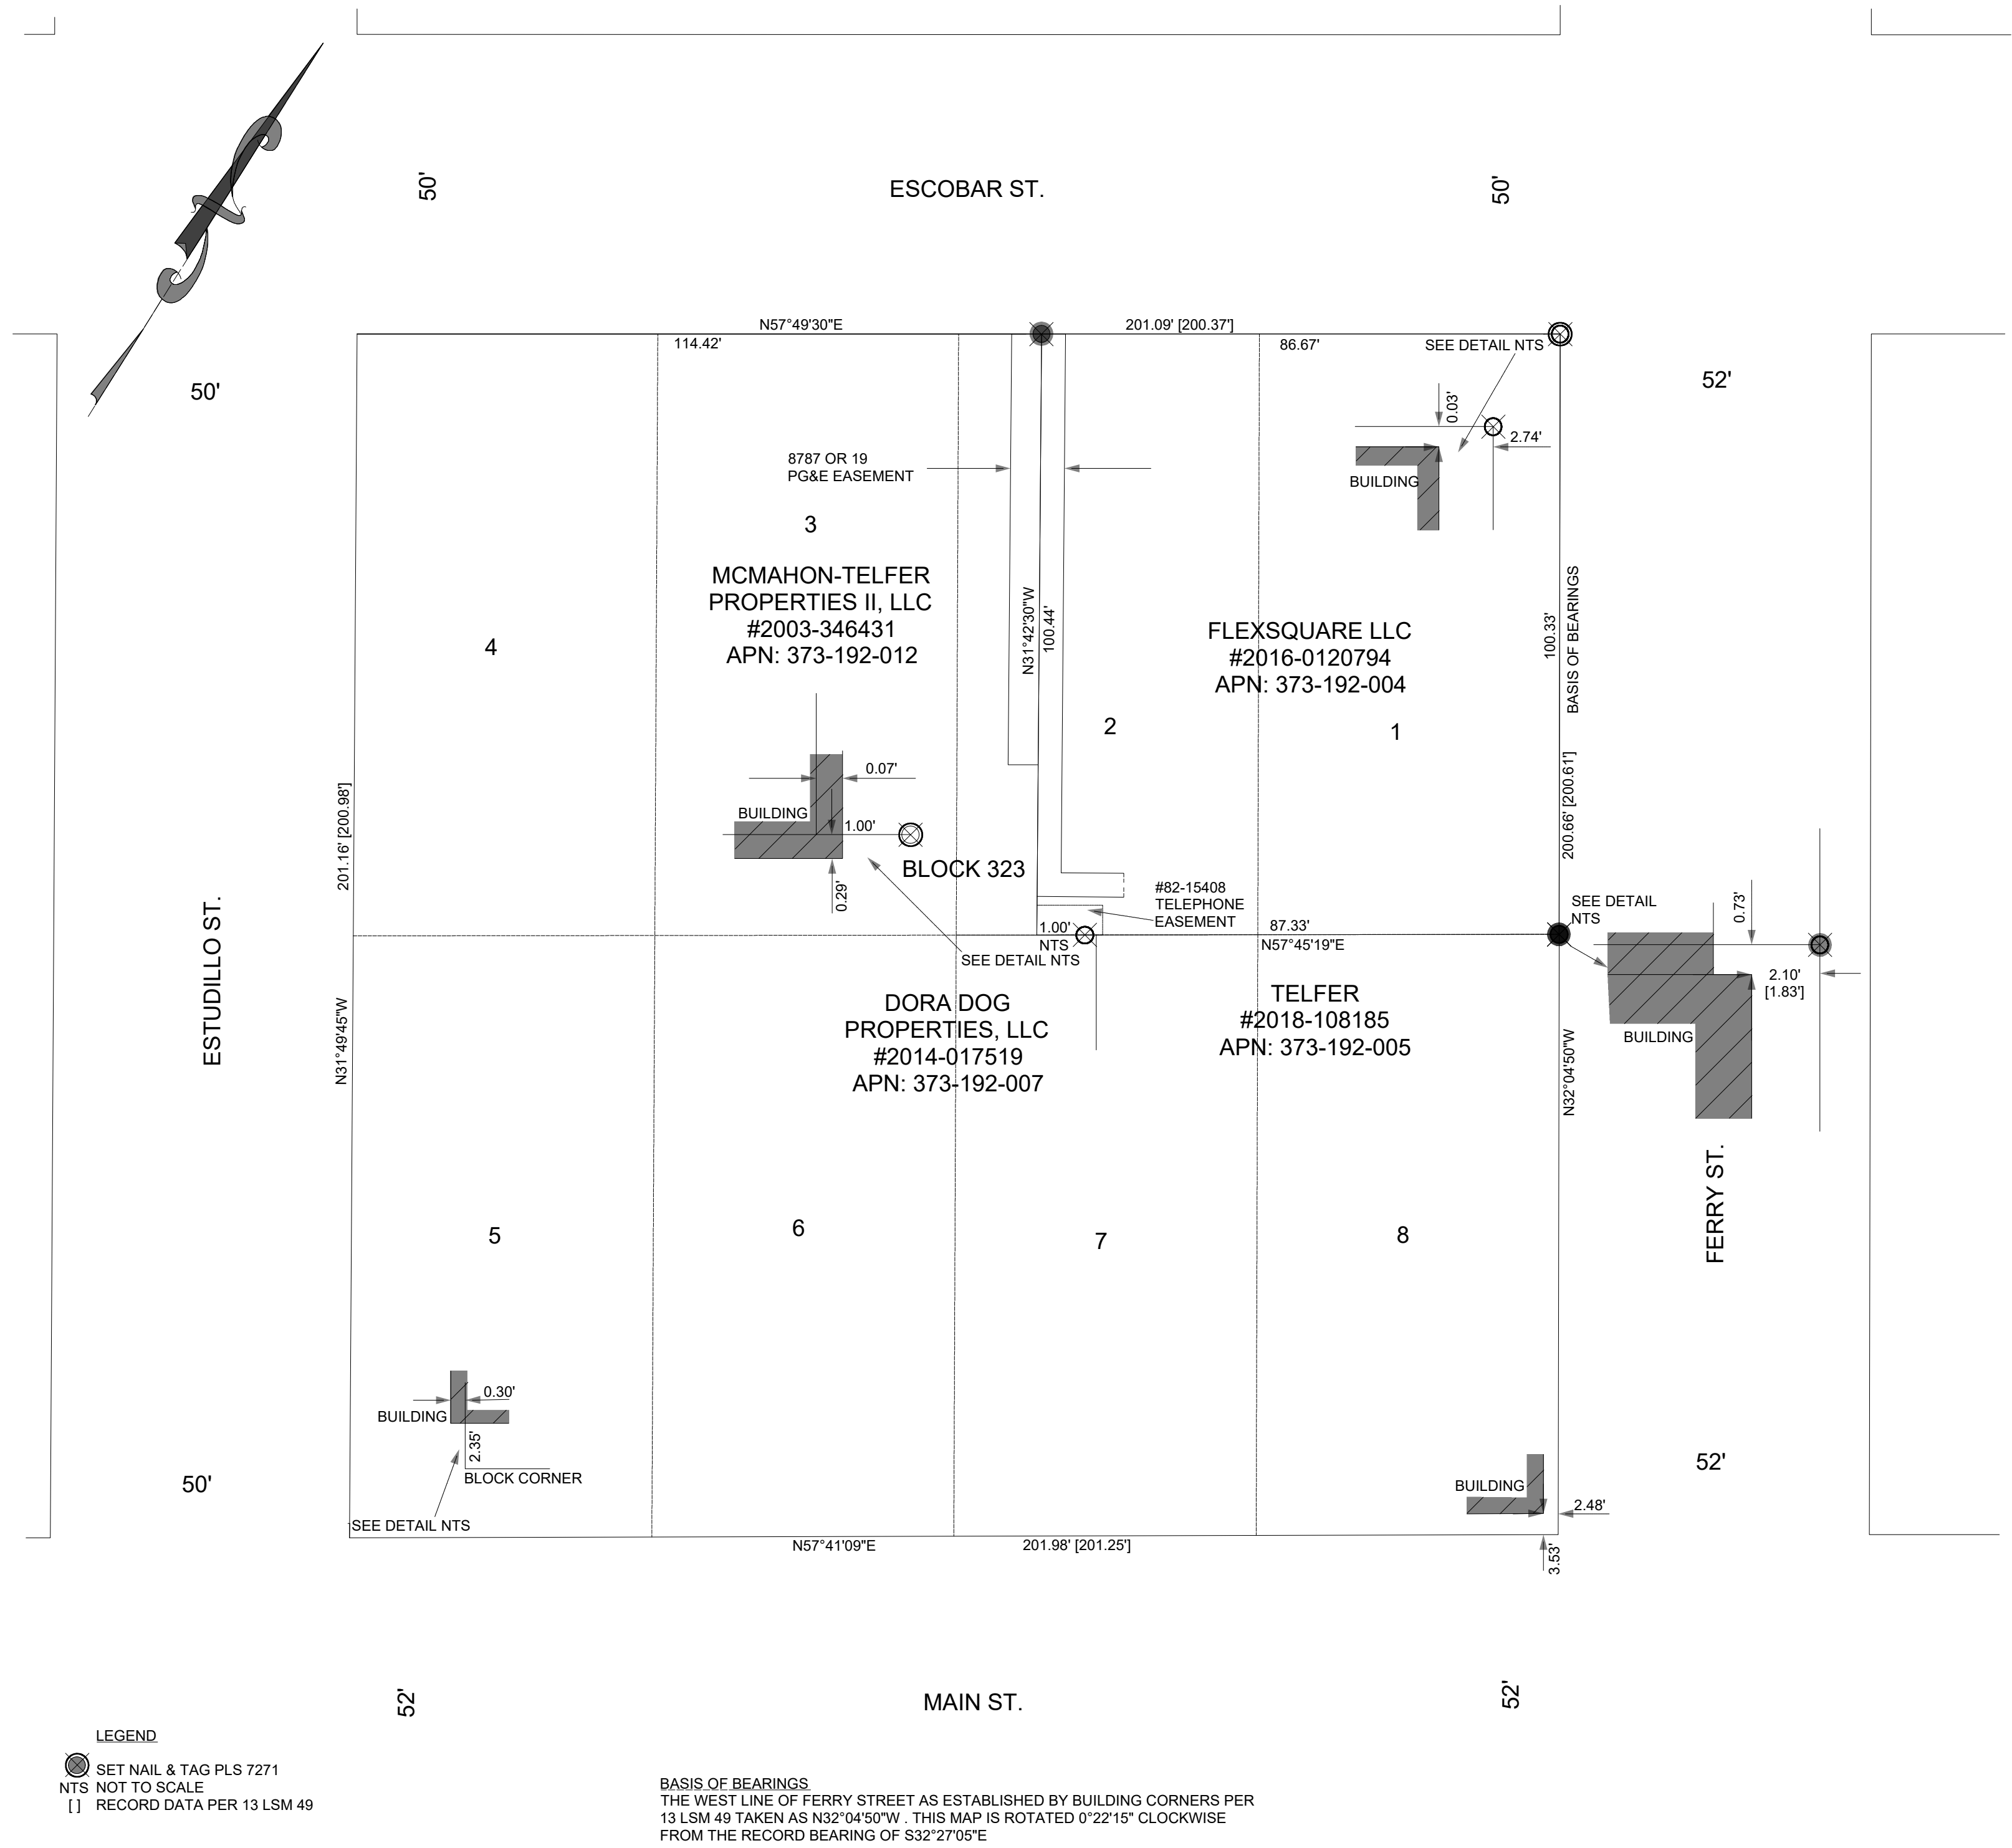 50'
ESCOBAR ST.
50'
N57°49'30"E
201.09' [200.37']
114.42'
86.67'
SEE DETAIL NTS
50'
52'
0.03'
2.74'
8787 OR 19
PG&E EASEMENT
BUILDING
3
MCMAHON-TELFER
PROPERTIES II, LLC
#2003-346431
APN: 373-192-012
N31°42'30"W
100.44'
FLEXSQUARE LLC
#2016-0120794
APN: 373-192-004
100.33'
BASIS OF BEARINGS
4
2
1
0.07'
BUILDING
1.00'
0.29'
BLOCK 323
201.16' [200.98']
200.66' [200.61']
#82-15408
TELEPHONE
EASEMENT
SEE DETAIL
NTS
0.73'
1.00'
NTS
87.33'
N57°45'19"E
SEE DETAIL NTS
2.10'
[1.83']
BUILDING
ESTUDILLO ST.
N31°49'45"W
DORA DOG
PROPERTIES, LLC
#2014-017519
APN: 373-192-007
TELFER
#2018-108185
APN: 373-192-005
N32°04'50"W
FERRY ST.
5
6
7
8
0.30'
BUILDING
2.35'
BLOCK CORNER
SEE DETAIL NTS
50'
52'
BUILDING
2.48'
3.53'
N57°41'09"E
201.98' [201.25']
52'
MAIN ST.
52'
LEGEND
SET NAIL & TAG PLS 7271
NTS NOT TO SCALE
[ ] RECORD DATA PER 13 LSM 49
BASIS OF BEARINGS
THE WEST LINE OF FERRY STREET AS ESTABLISHED BY BUILDING CORNERS PER
13 LSM 49 TAKEN AS N32°04'50"W . THIS MAP IS ROTATED 0°22'15" CLOCKWISE
FROM THE RECORD BEARING OF S32°27'05"E